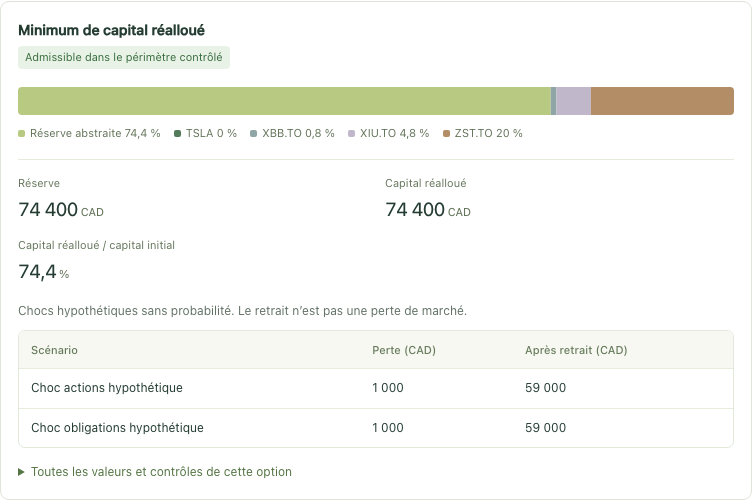 Minimum de capital réalloué
Admissible dans le périmètre contrôlé
Réserve abstraite 74,4 % TSLA 0 % XBB.TO 0,8 % XIU.TO 4,8 % ZST.TO 20 %
Réserve Capital réalloué
74 400 CAD 74 400 CAD
Capital réalloué / capital initial
74,4 %
Chocs hypothétiques sans probabilité. Le retrait n’est pas une perte de marché.
Scénario Perte (CAD) Après retrait (CAD)
Choc actions hypothétique 1 000 59 000
Choc obligations hypothétique 1 000 59 000
Toutes les valeurs et contrôles de cette option